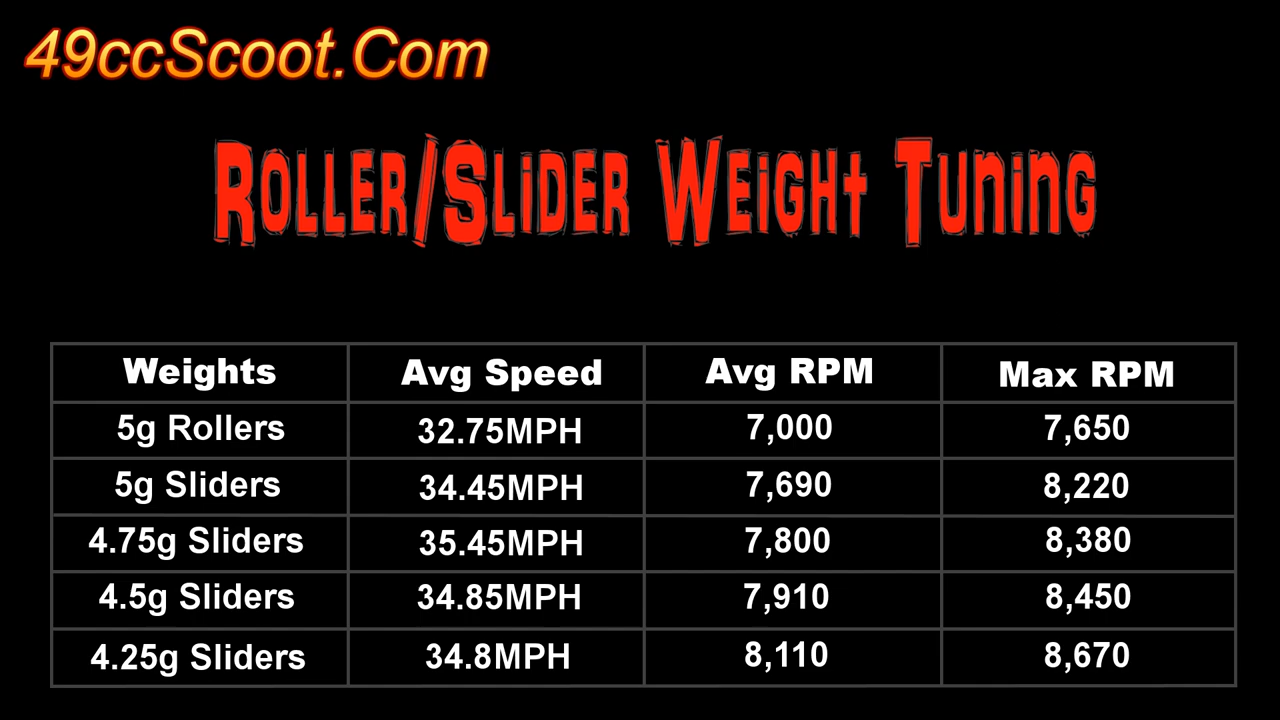 49ccScoot.Com
Roller/Slider Weight Tuning
Weights Avg Speed Avg RPM Max RPM
5g Rollers 32.75MPH 7,000 7,650
5g Sliders 34.45MPH 7,690 8,220
4.75g Sliders 35.45MPH 7,800 8,380
4.5g Sliders 34.85MPH 7,910 8,450
4.25g Sliders 34.8MPH 8,110 8,670